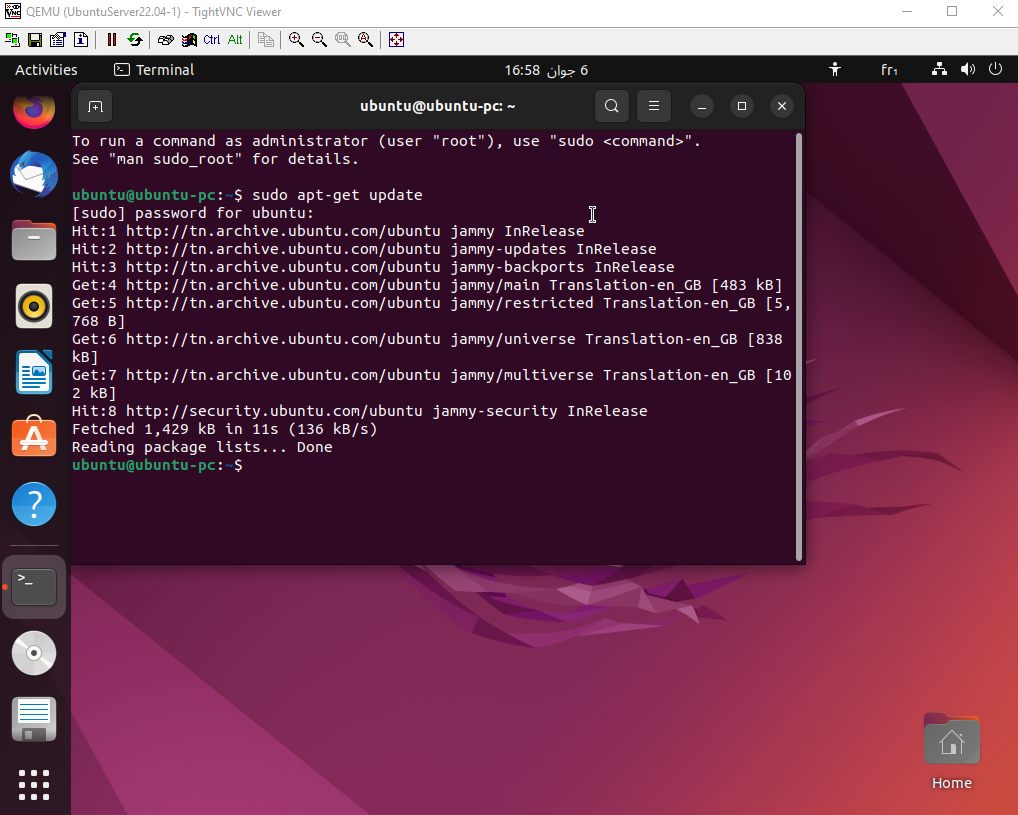 QEMU (UbuntuServer22.04-1) - TightVNC Viewer
Ctrl Alt
Activities Terminal 16:58 6 جوان fr₁
ubuntu@ubuntu-pc: ~
To run a command as administrator (user "root"), use "sudo <command>".
See "man sudo_root" for details.
ubuntu@ubuntu-pc:~$ sudo apt-get update
[sudo] password for ubuntu:
Hit:1 http://tn.archive.ubuntu.com/ubuntu jammy InRelease
Hit:2 http://tn.archive.ubuntu.com/ubuntu jammy-updates InRelease
Hit:3 http://tn.archive.ubuntu.com/ubuntu jammy-backports InRelease
Get:4 http://tn.archive.ubuntu.com/ubuntu jammy/main Translation-en_GB [483 kB]
Get:5 http://tn.archive.ubuntu.com/ubuntu jammy/restricted Translation-en_GB [5,
768 B]
Get:6 http://tn.archive.ubuntu.com/ubuntu jammy/universe Translation-en_GB [838
kB]
Get:7 http://tn.archive.ubuntu.com/ubuntu jammy/multiverse Translation-en_GB [10
2 kB]
Hit:8 http://security.ubuntu.com/ubuntu jammy-security InRelease
Fetched 1,429 kB in 11s (136 kB/s)
Reading package lists... Done
ubuntu@ubuntu-pc:~$
Home